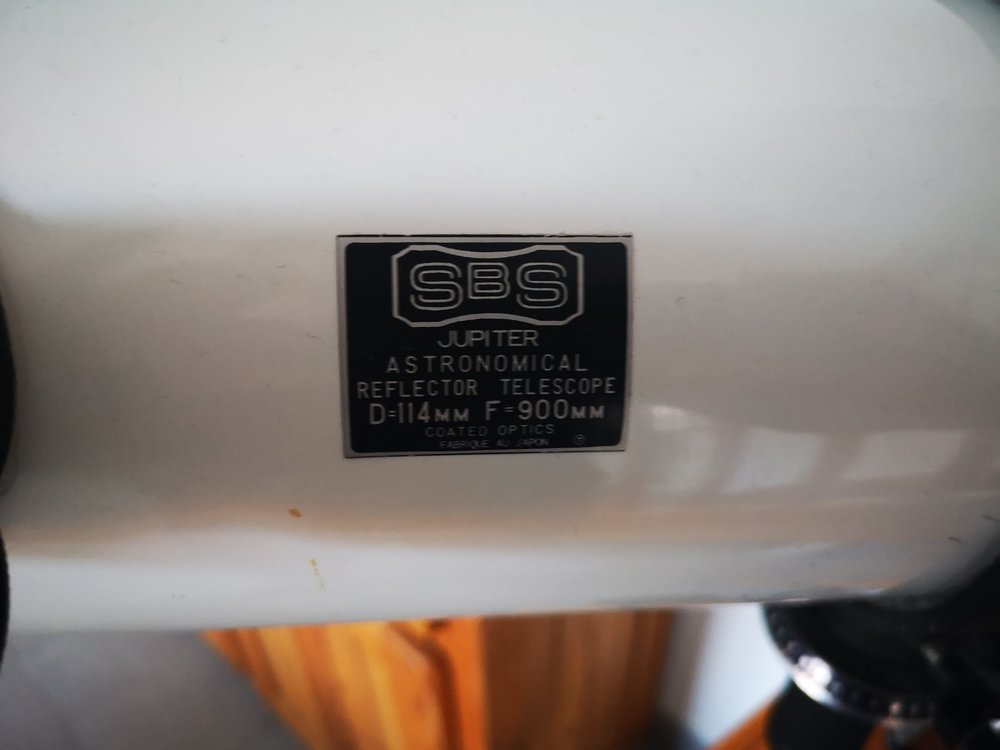 SBS
JUPITER
ASTRONOMICAL
REFLECTOR TELESCOPE
D=114MM F=900MM
COATED OPTICS
FABRIQUE AU JAPON